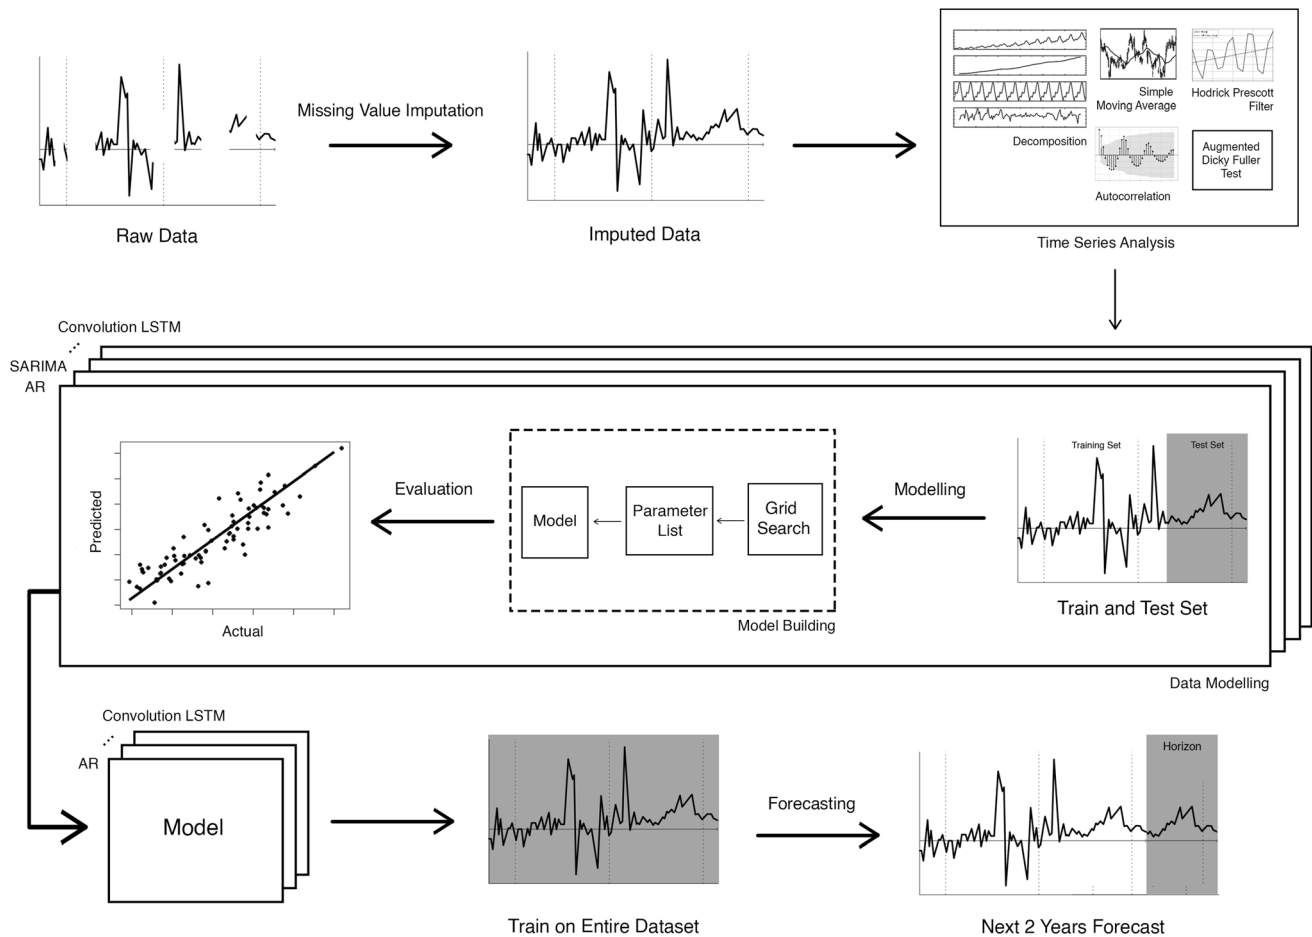 Missing Value Imputation
Raw Data
Imputed Data
Simple
Moving Average
Hodrick Prescott
Filter
Decomposition
Autocorrelation
Augmented
Dicky Fuller
Test
Time Series Analysis
Convolution LSTM
SARIMA
AR
Training Set
Test Set
Train and Test Set
Modelling
Grid
Search
Parameter
List
Model
Model Building
Evaluation
Predicted
Actual
Data Modelling
Convolution LSTM
AR
Model
Train on Entire Dataset
Forecasting
Horizon
Next 2 Years Forecast